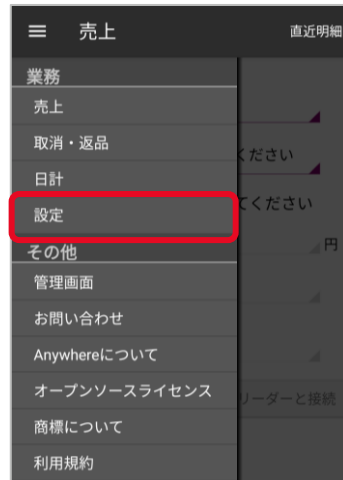 売上 直近明細
業務
売上
取消・返品
ください
日計
てください
設定
円
その他
管理画面
お問い合わせ
Anywhereについて
オープンソースライセンス
リーダーと接続
商標について
利用規約